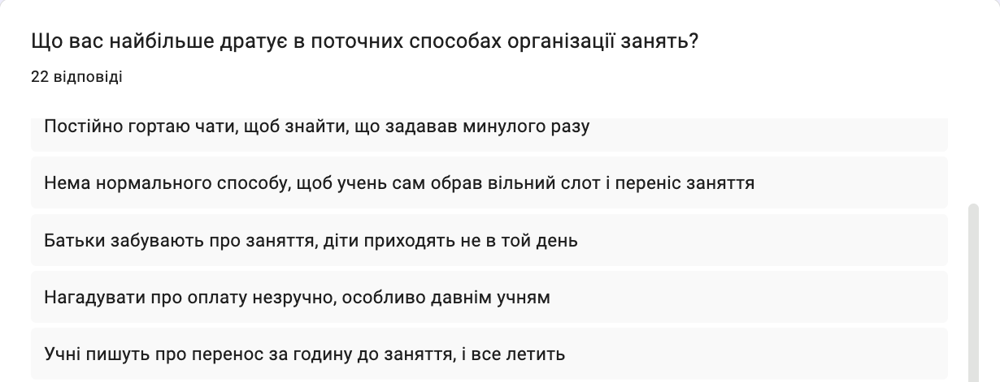 Що вас найбільше дратує в поточних способах організації занять?
22 відповіді
Постійно гортаю чати, щоб знайти, що задавав минулого разу
Нема нормального способу, щоб учень сам обрав вільний слот і переніс заняття
Батьки забувають про заняття, діти приходять не в той день
Нагадувати про оплату незручно, особливо давнім учням
Учні пишуть про перенос за годину до заняття, і все летить